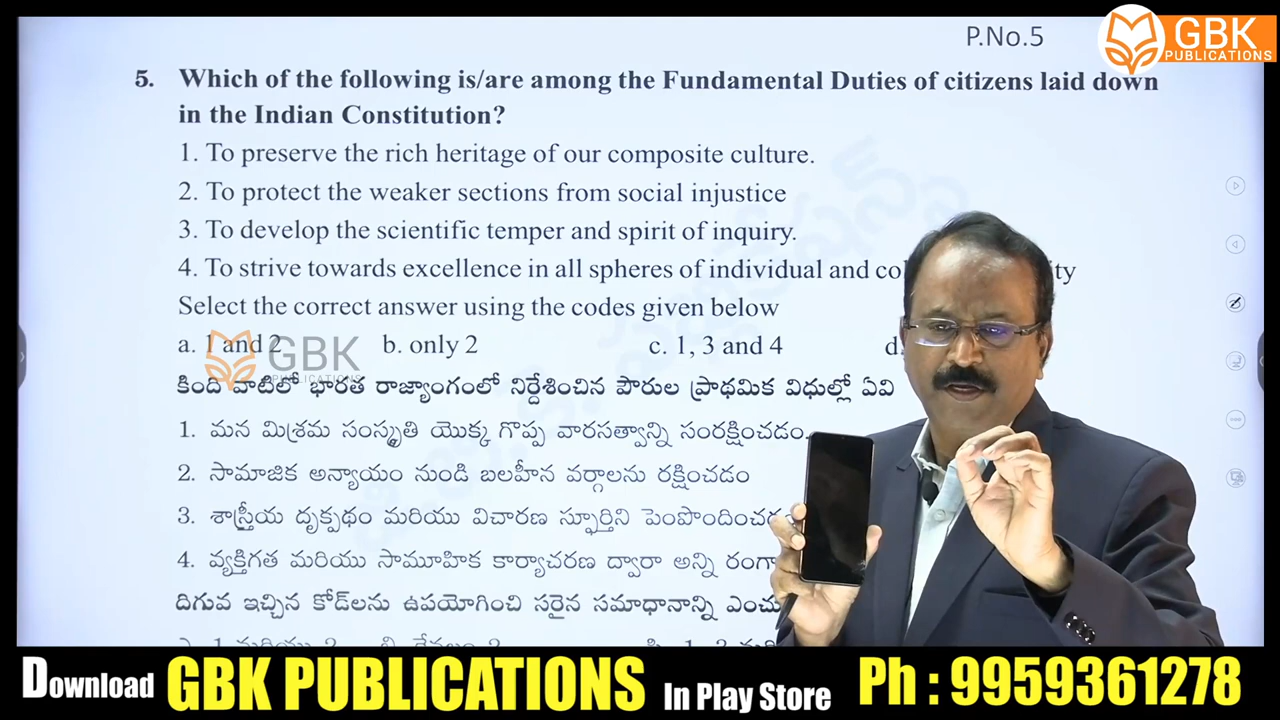 P.No.5
GBK
PUBLICATIONS
5. Which of the following is/are among the Fundamental Duties of citizens laid down
in the Indian Constitution?
1. To preserve the rich heritage of our composite culture.
2. To protect the weaker sections from social injustice
3. To develop the scientific temper and spirit of inquiry.
4. To strive towards excellence in all spheres of individual and
Select the correct answer using the codes given below
a. 1 and 2 b. only 2 c. 1, 3 and 4 d.
GBK
PUBLICATIONS
కింది వాటిలో భారత రాజ్యాంగంలో నిర్దేశించిన పౌరుల ప్రాథమిక విధుల్లో ఏవి
1. మన మిశ్రమ సంస్కృతి యొక్క గొప్ప వారసత్వాన్ని సంరక్షించడం.
2. సామాజిక అన్యాయం నుండి బలహీన వర్గాలను రక్షించడం
3. శాస్త్రీయ దృక్పథం మరియు విచారణ స్ఫూర్తిని
4. వ్యక్తిగత మరియు సామూహిక కార్యాచరణ ద్వారా అన్ని
దిగువ ఇచ్చిన కోడ్‌లను ఉపయోగించి సరైన సమాధానాన్ని
Download GBK PUBLICATIONS In Play Store Ph : 9959361278